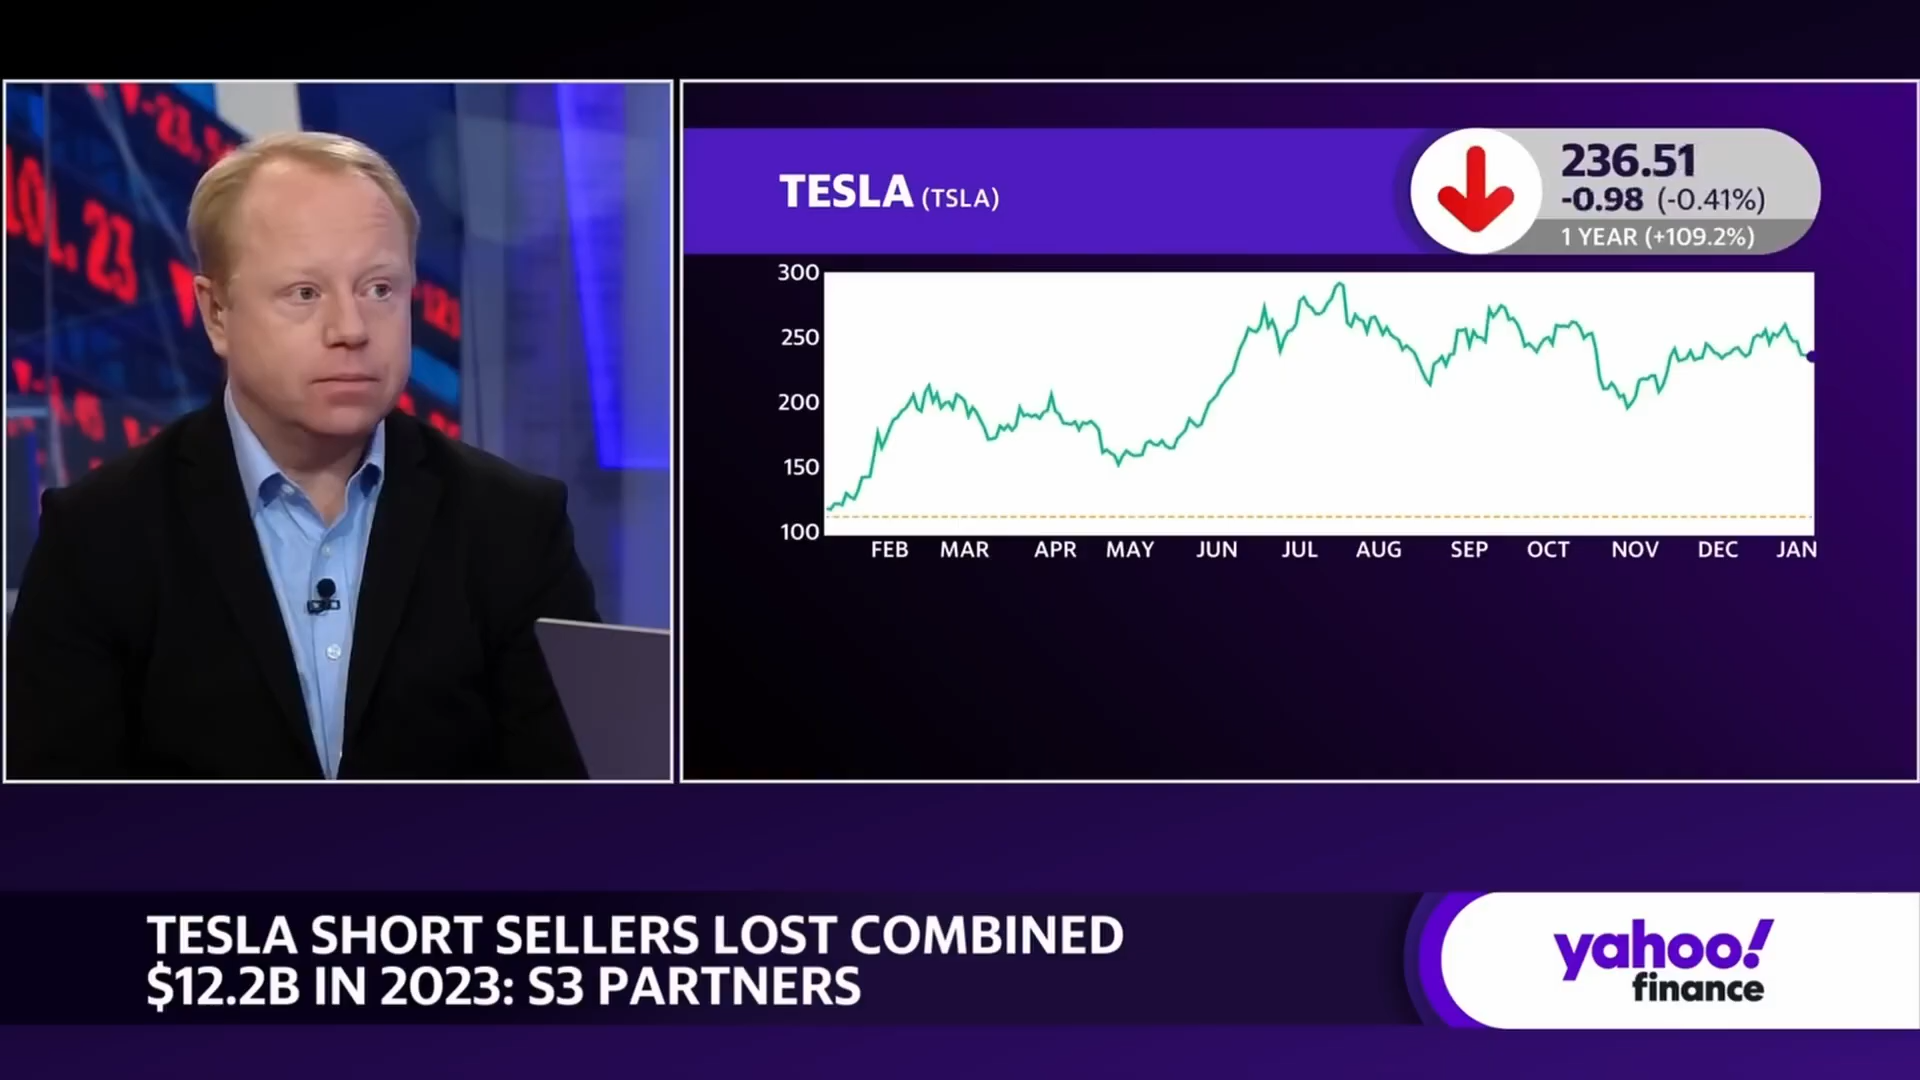 TESLA (TSLA)
236.51
-0.98 (-0.41%)
1 YEAR (+109.2%)
300
250
200
150
100
FEB MAR APR MAY JUN JUL AUG SEP OCT NOV DEC JAN
TESLA SHORT SELLERS LOST COMBINED
$12.2B IN 2023: S3 PARTNERS
yahoo!
finance